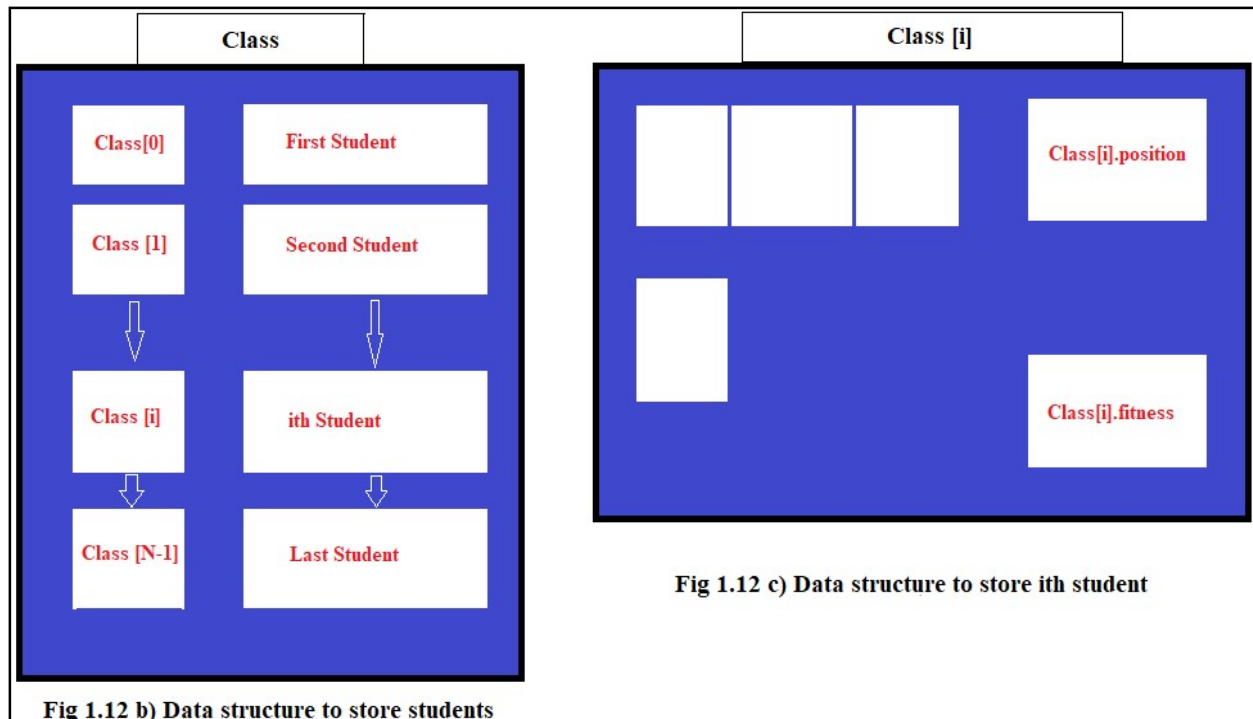 Class
Class[0]
First Student
Class [1]
Second Student
Class [i]
ith Student
Class [N-1]
Last Student
Fig 1.12 b) Data structure to store students
Class [i]
Class[i].position
Class[i].fitness
Fig 1.12 c) Data structure to store ith student